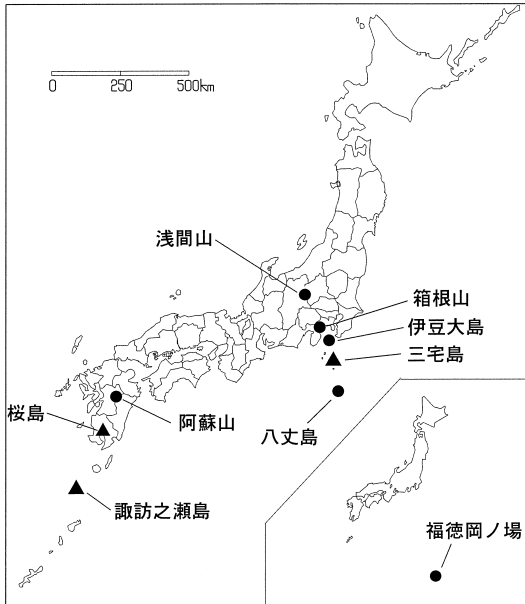 0 250 500km
浅間山
箱根山
伊豆大島
三宅島
桜島
阿蘇山
八丈島
諏訪之瀬島
福徳岡ノ場